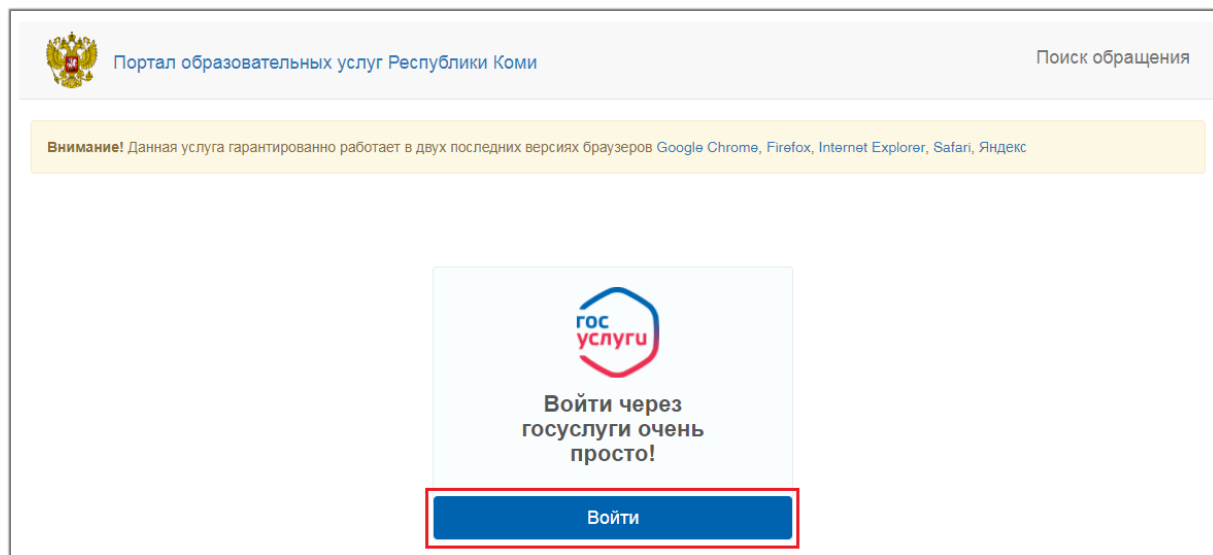 Портал образовательных услуг Республики Коми
Поиск обращения
Внимание! Данная услуга гарантированно работает в двух последних версиях браузеров Google Chrome, Firefox, Internet Explorer, Safari, Яндекс
гос
услуги
Войти через
госуслуги очень
просто!
Войти